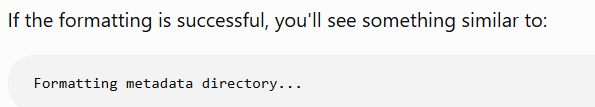 If the formatting is successful, you'll see something similar to:
Formatting metadata directory...